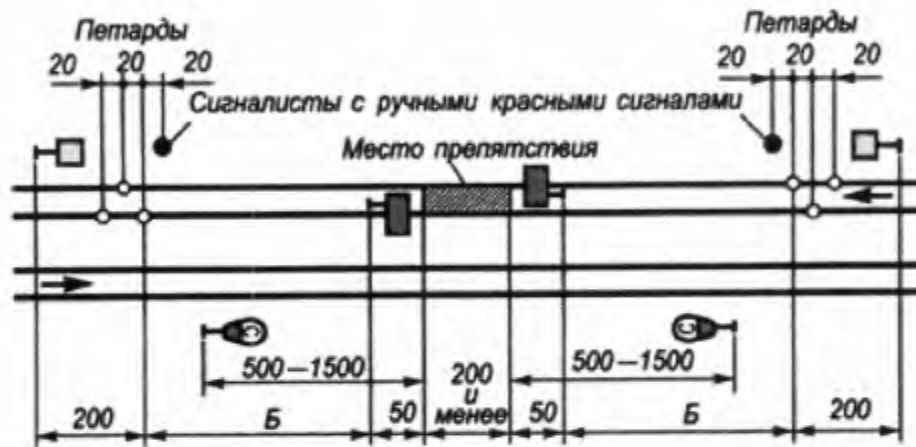 Петарды
Петарды
20 20 20
20 20 20
Сигналисты с ручными красными сигналами
Место препятствия
С
С
500—1500
200 и менее
500—1500
200
Б
50
50
Б
200